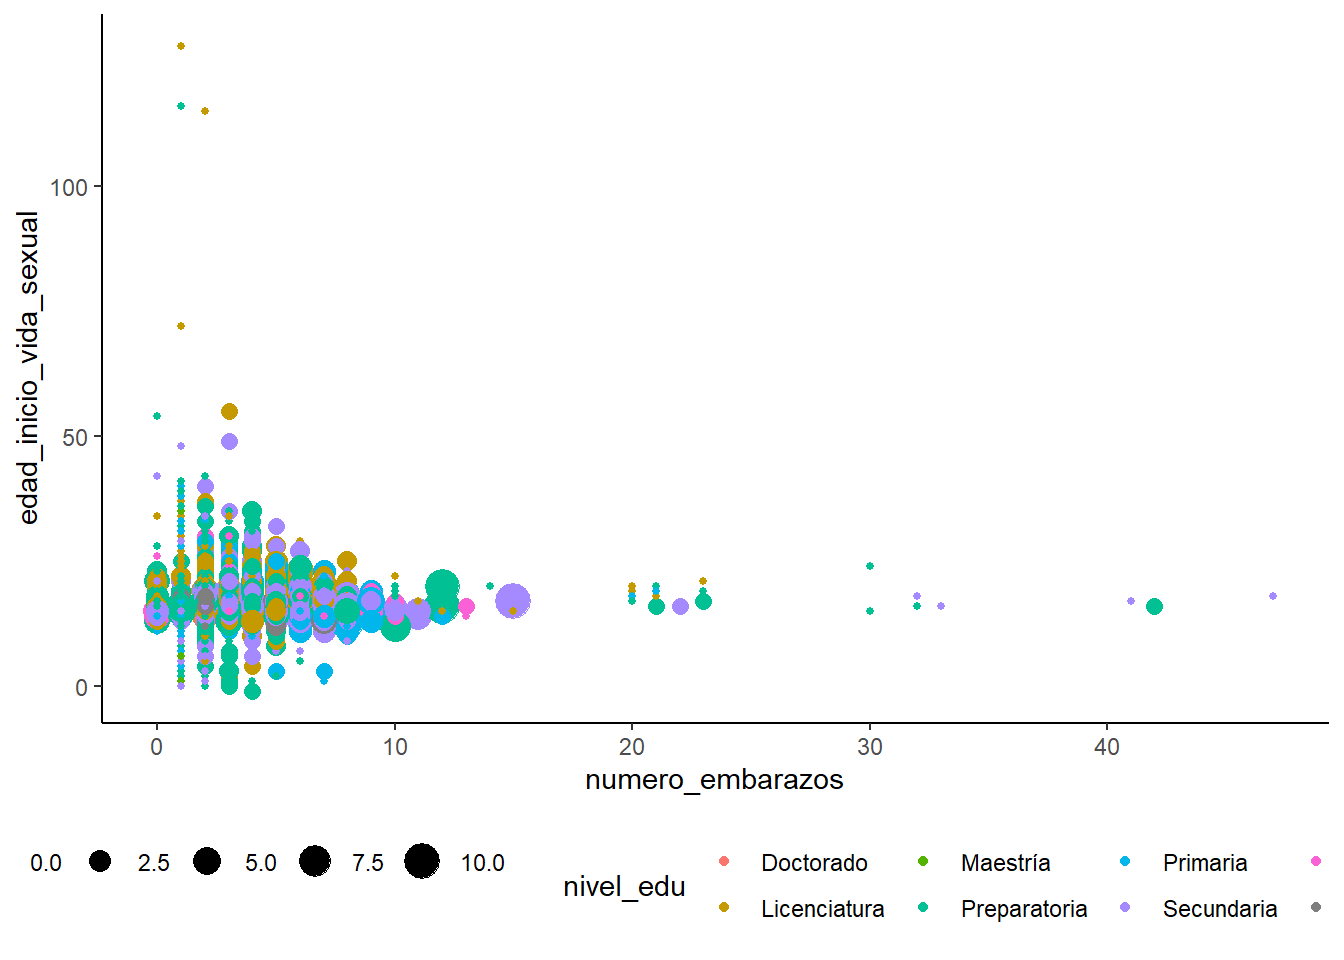 edad_inicio_vida_sexual
100
50
0
0 10 20 30 40
numero_embarazos
0.0 2.5 5.0 7.5 10.0
nivel_edu
Doctorado Maestría Primaria
Licenciatura Preparatoria Secundaria